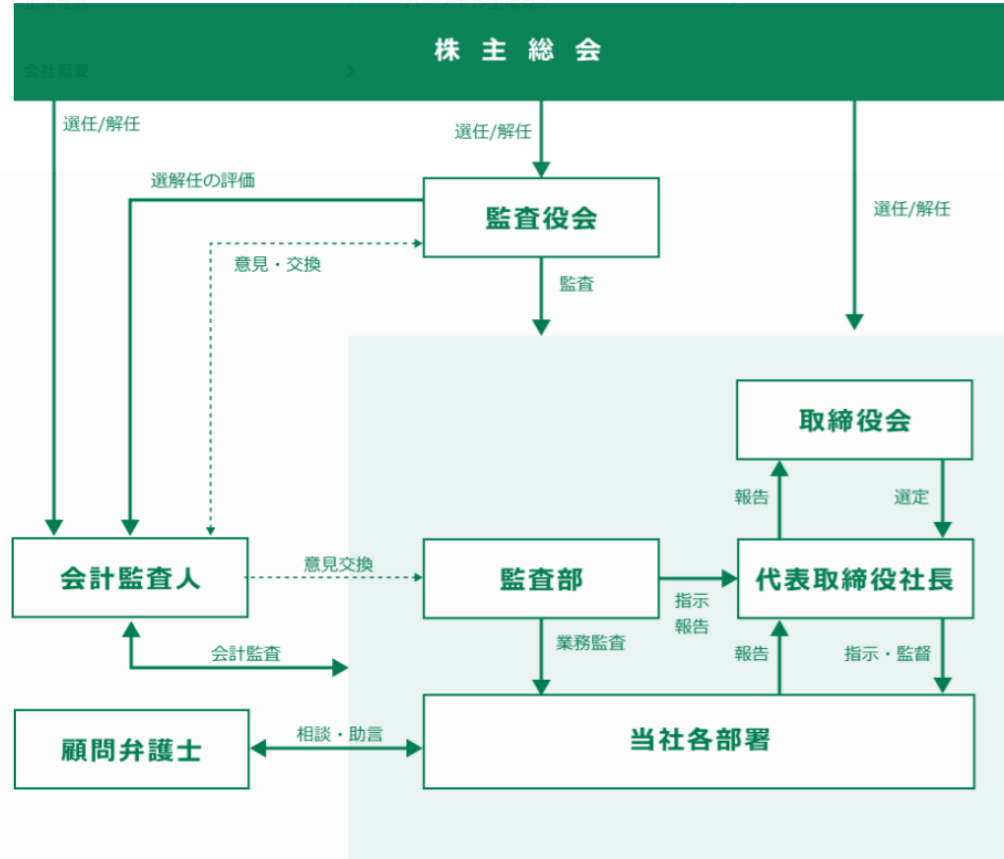 会社概要
株主総会
選任/解任
選任/解任
選任/解任
選解任の評価
監査役会
意見・交換
監査
取締役会
報告
選定
会計監査人
意見交換
監査部
指示
報告
代表取締役社長
会計監査
業務監査
報告
指示・監督
顧問弁護士
相談・助言
当社各部署